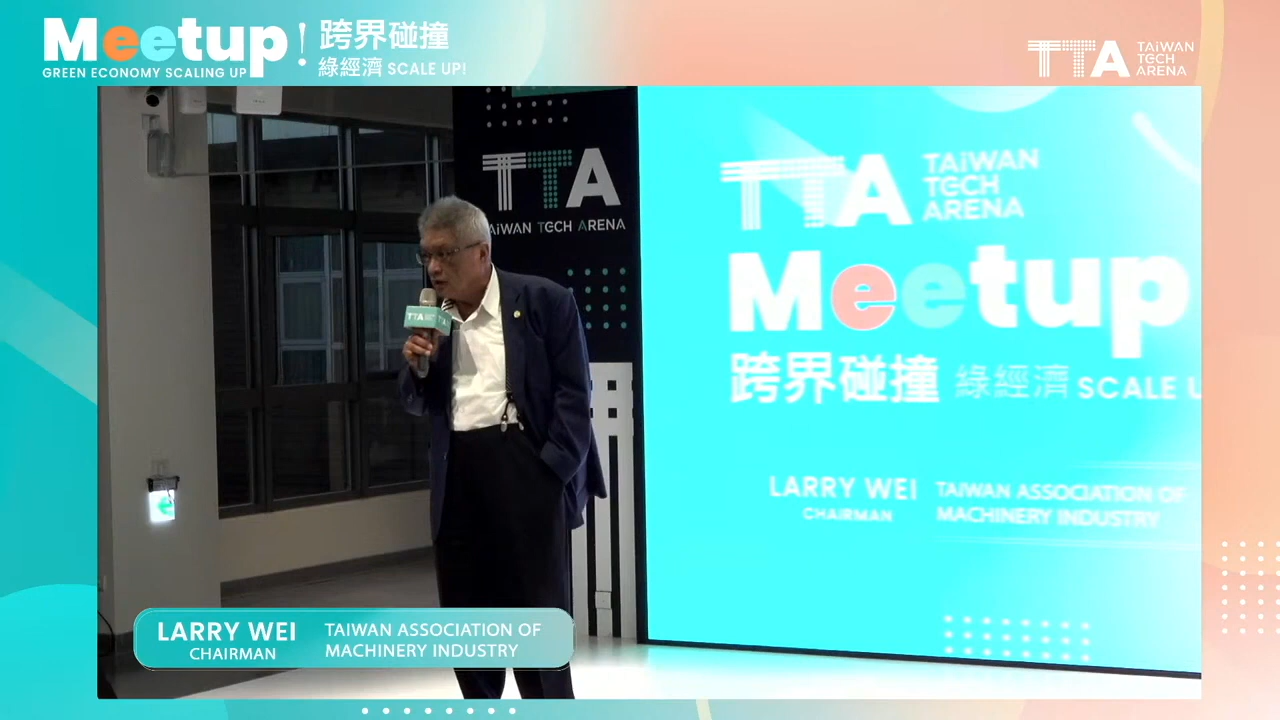 Meetup!
GREEN ECONOMY SCALING UP
跨界碰撞
綠經濟 SCALE UP!
TTA
TAIWAN
TECH
ARENA
TTA
TAIWAN TECH ARENA
TTA
TTA
TAIWAN
TECH
ARENA
Meetup
跨界碰撞 綠經濟 SCALE U
LARRY WEI
CHAIRMAN
TAIWAN ASSOCIATION OF
MACHINERY INDUSTRY
LARRY WEI
CHAIRMAN
TAIWAN ASSOCIATION OF
MACHINERY INDUSTRY